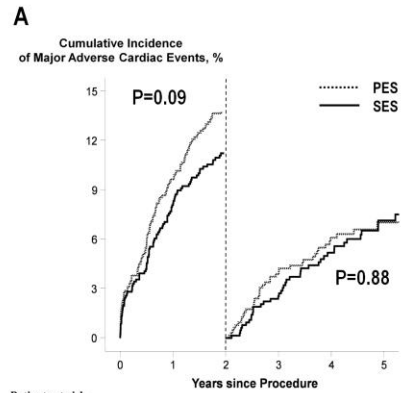 A
Cumulative Incidence
of Major Adverse Cardiac Events, %
PES
SES
P=0.09
P=0.88
15
12
9
6
3
0
0 1 2 3 4 5
Years since Procedure